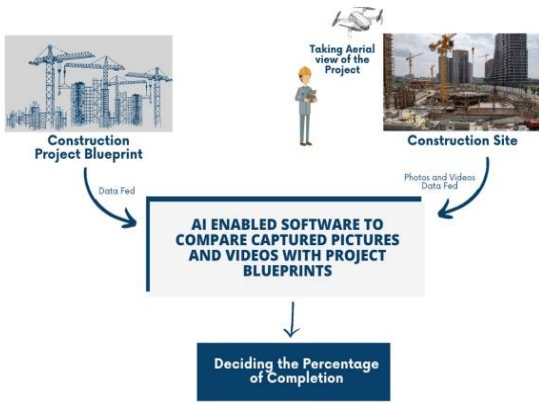 Taking Aerial
view of the
Project
Construction
Project Blueprint
Construction Site
Data Fed
Photos and Videos
Data Fed
AI ENABLED SOFTWARE TO
COMPARE CAPTURED PICTURES
AND VIDEOS WITH PROJECT
BLUEPRINTS
Deciding the Percentage
of Completion